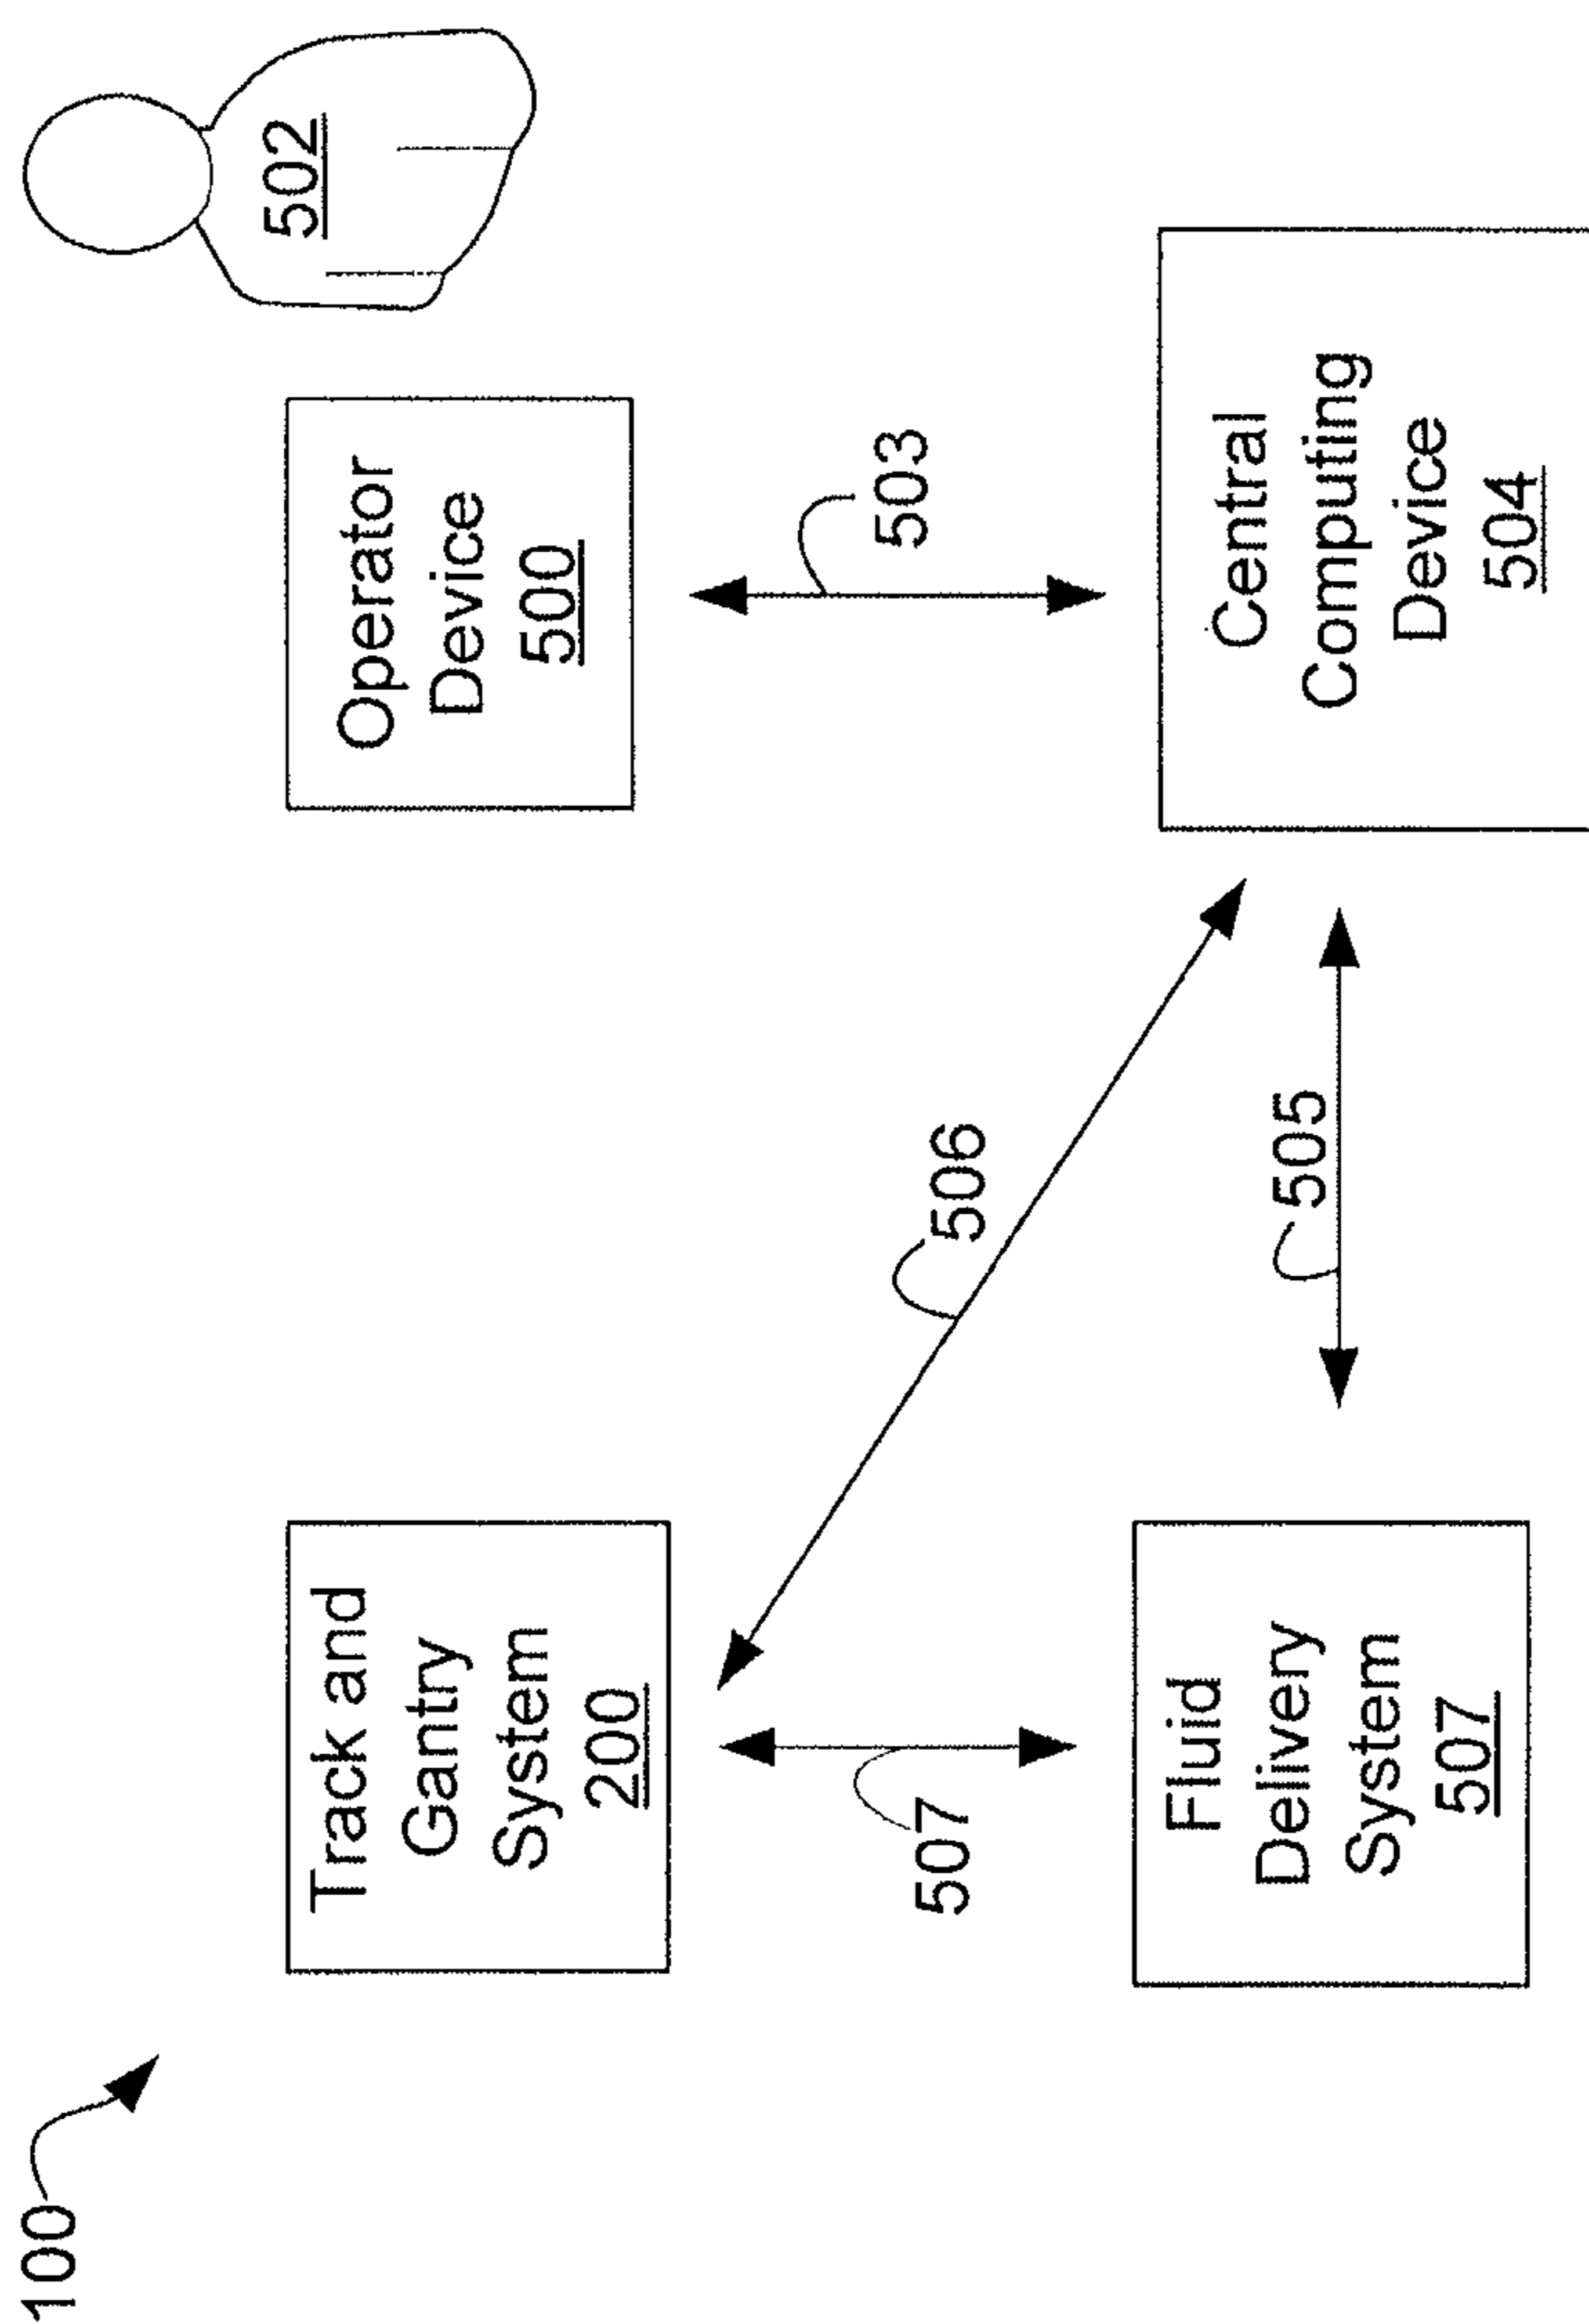 100
Track and
Gantry
System
200
Operator
Device
500
502
507
506
503
Fluid
Delivery
System
507
505
Central
Computing
Device
504